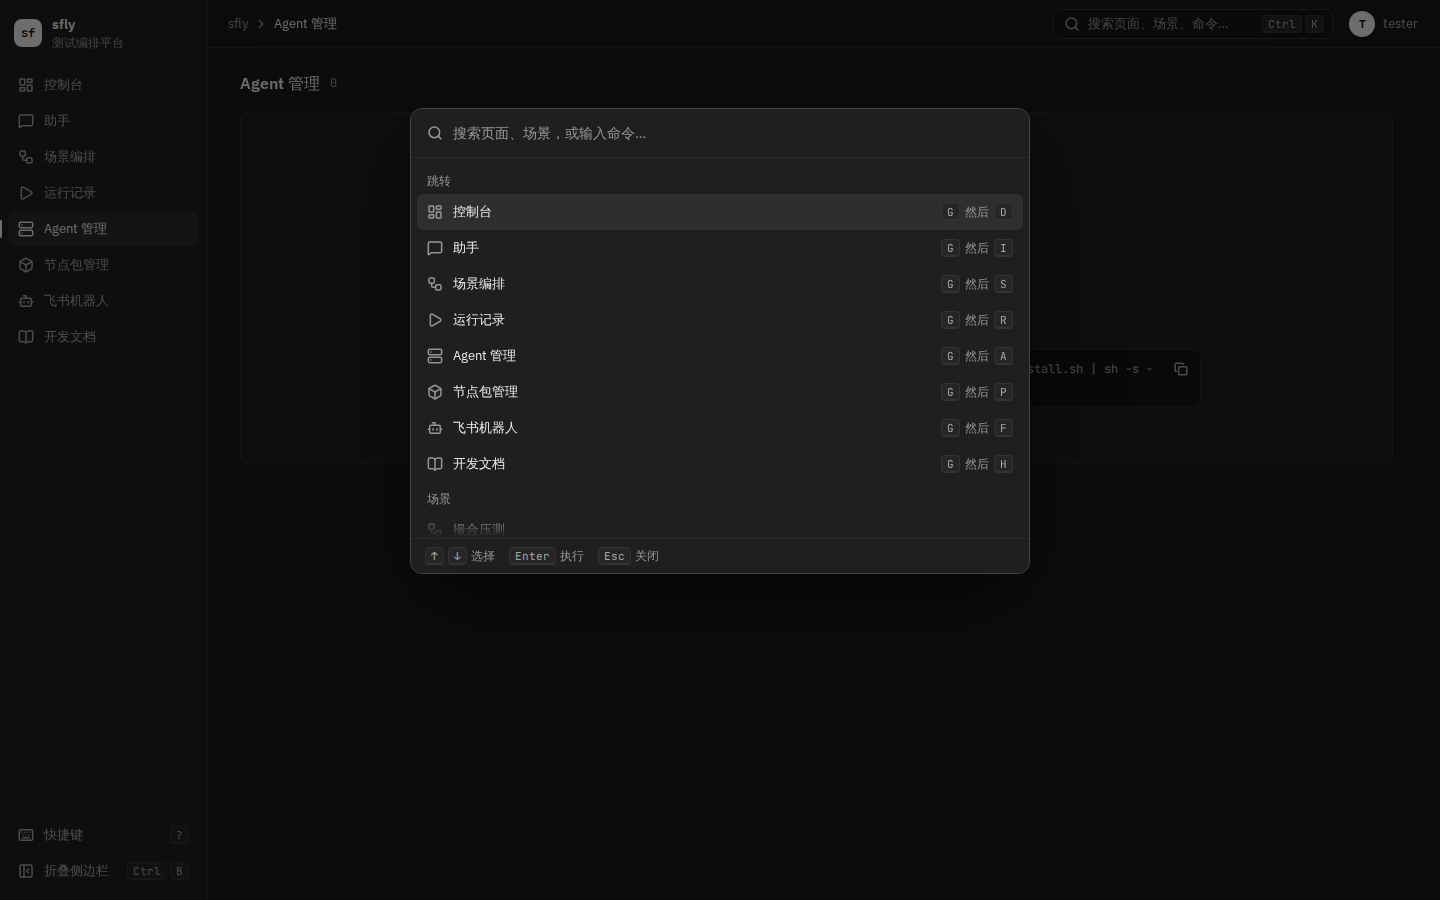 sf
sfly
测试编排平台
控制台
助手
场景编排
运行记录
Agent 管理
节点包管理
飞书机器人
开发文档
快捷键 ?
折叠侧边栏 Ctrl B
sfly > Agent 管理
搜索页面、场景、命令... Ctrl K
T tester
Agent 管理 0
搜索页面、场景，或输入命令...
跳转
控制台 G 然后 D
助手 G 然后 I
场景编排 G 然后 S
运行记录 G 然后 R
Agent 管理 G 然后 A
节点包管理 G 然后 P
飞书机器人 G 然后 F
开发文档 G 然后 H
场景
撮合压测
↑ ↓ 选择 Enter 执行 Esc 关闭
stall.sh | sh -s -